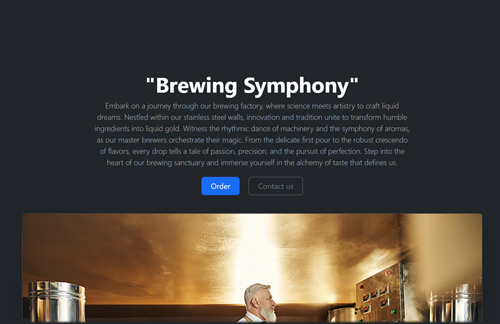 "Brewing Symphony"
Embark on a journey through our brewing factory, where science meets artistry to craft liquid
dreams. Nestled within our stainless steel walls, innovation and tradition unite to transform humble
ingredients into liquid gold. Witness the rhythmic dance of machinery and the symphony of aromas,
as our master brewers orchestrate their magic. From the delicate first pour to the robust crescendo
of flavors, every drop tells a tale of passion, precision, and the pursuit of perfection. Step into the
heart of our brewing sanctuary and immerse yourself in the alchemy of taste that defines us.
Order
Contact us